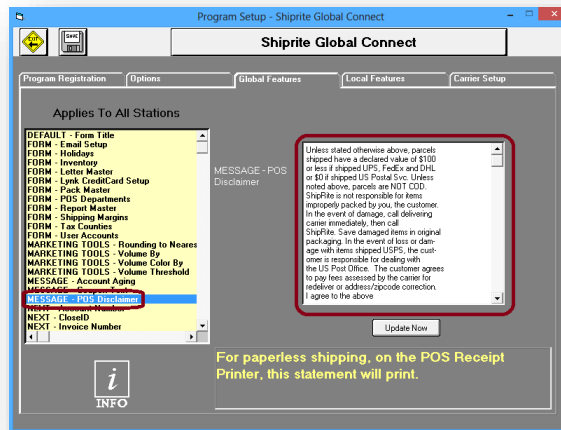 Program Setup - Shiprite Global Connect
EXIT
SAVE
Shiprite Global Connect
Program Registration
Options
Global Features
Local Features
Carrier Setup
Applies To All Stations
DEFAULT - Form Title
FORM - Email Setup
FORM - Holidays
FORM - Inventory
FORM - Letter Master
FORM - Lynk CreditCard Setup
FORM - Pack Master
FORM - POS Departments
FORM - Report Master
FORM - Shipping Margins
FORM - Tax Counties
FORM - User Accounts
MARKETING TOOLS - Rounding to Neares
MARKETING TOOLS - Volume By
MARKETING TOOLS - Volume Color By
MARKETING TOOLS - Volume Threshold
MESSAGE - Account Aging
MESSAGE - Coupon Text
MESSAGE - POS Disclaimer
NEXT - Account Number
NEXT - CloseID
NEXT - Invoice Number
MESSAGE - POS
Disclaimer
Unless stated otherwise above, parcels
shipped have a declared value of $100
or less if shipped UPS, FedEx and DHL
or $0 if shipped US Postal Svc. Unless
noted above, parcels are NOT COD.
ShipRite is not responsible for items
improperly packed by you, the customer.
In the event of damage, call delivering
carrier immediately, then call
ShipRite. Save damaged items in original
packaging. In the event of loss or dam-
age with items shipped USPS, the cust-
omer is responsible for dealing with
the US Post Office. The customer agrees
to pay fees assessed by the carrier for
redeliver or address/zipcode correction.
I agree to the above
Update Now
i
INFO
For paperless shipping, on the POS Receipt
Printer, this statement will print.